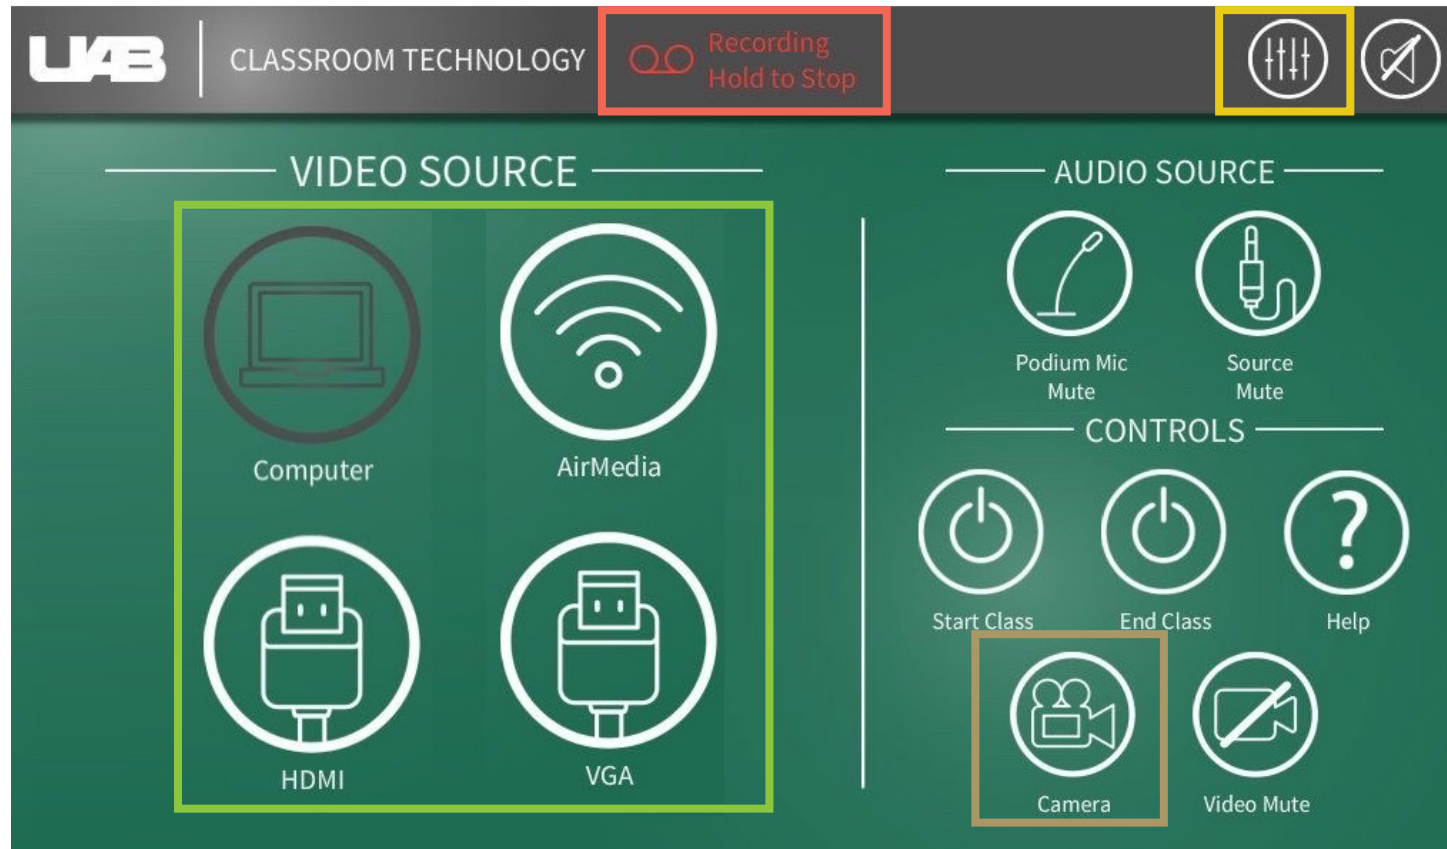 UAB
CLASSROOM TECHNOLOGY
Recording
Hold to Stop
VIDEO SOURCE
Computer
AirMedia
HDMI
VGA
AUDIO SOURCE
Podium Mic
Mute
Source
Mute
CONTROLS
Start Class
End Class
?
Help
Camera
Video Mute